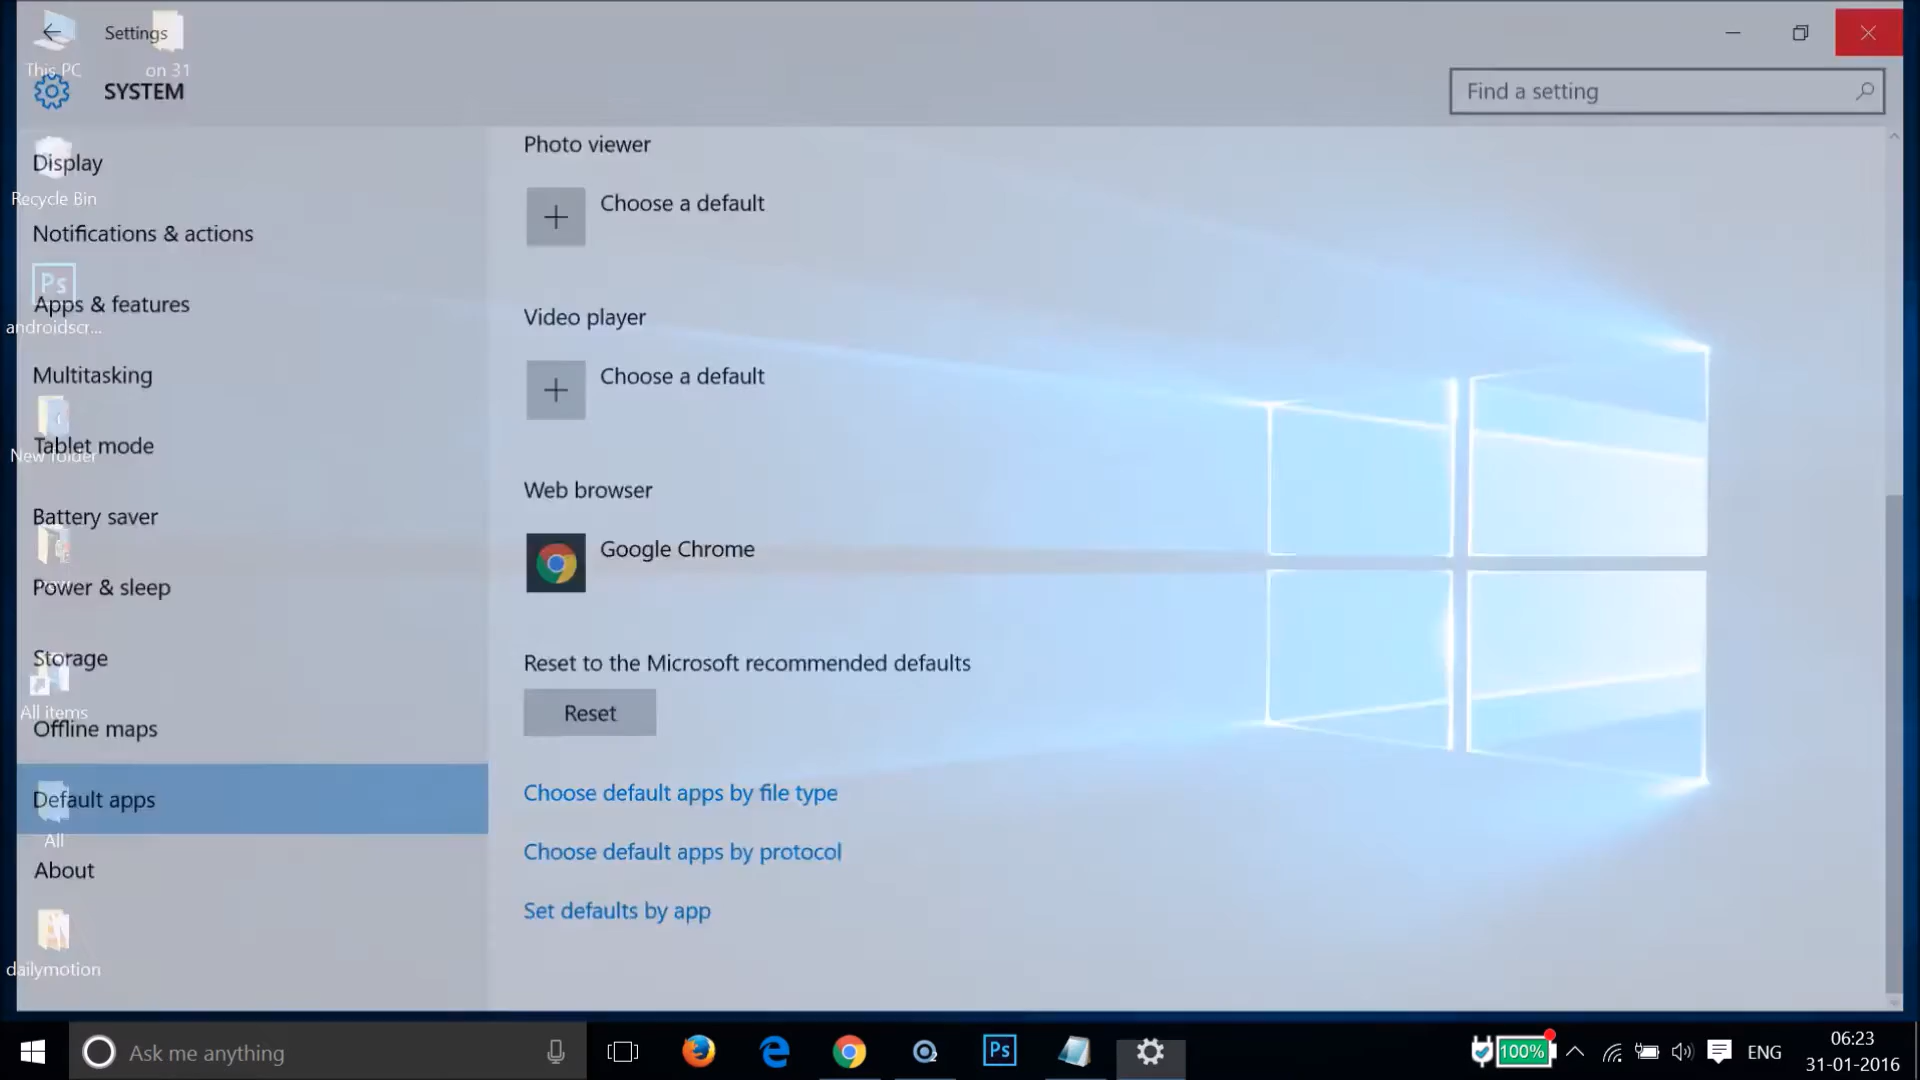 Settings
This PC
on 31
SYSTEM
Find a setting
Display
Recycle Bin
Notifications & actions
Ps
Apps & features
androidscr...
Multitasking
Tablet mode
New folder
Battery saver
Power & sleep
Storage
All items
Offline maps
Default apps
All
About
dailymotion
Photo viewer
Choose a default
Video player
Choose a default
Web browser
Google Chrome
Reset to the Microsoft recommended defaults
Reset
Choose default apps by file type
Choose default apps by protocol
Set defaults by app
Ask me anything
Ps
100%
ENG
06:23
31-01-2016